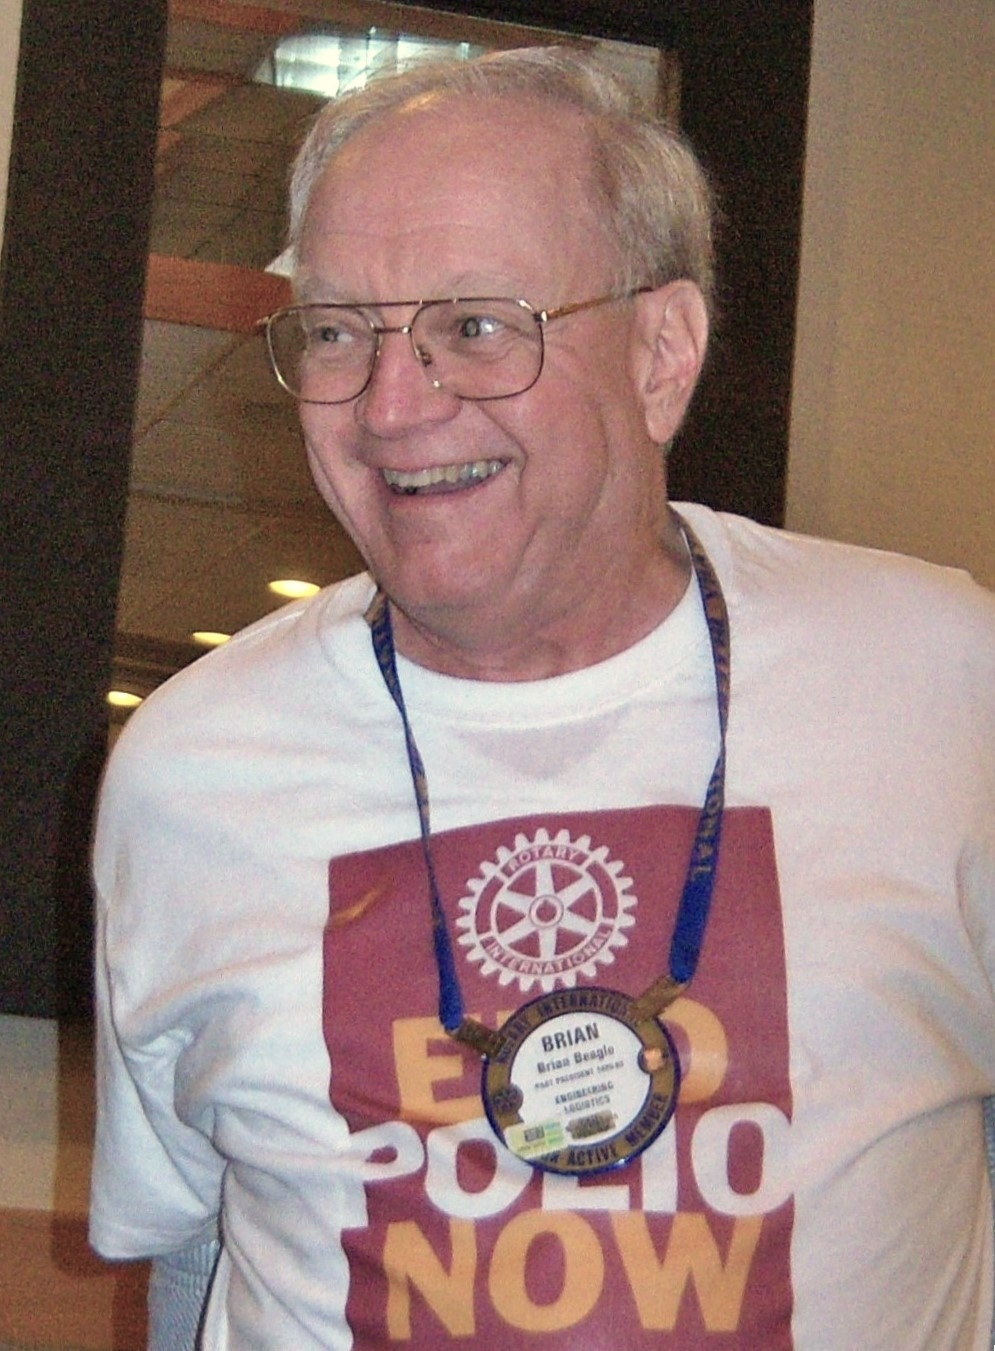 ROTARY
INTERNATIONAL
END
POLIO
NOW
ROTARY INTERNATIONAL
BRIAN
Brian Beagle
PAST PRESIDENT
ENGINEERING
LOGISTICS
ACTIVE MEMBER